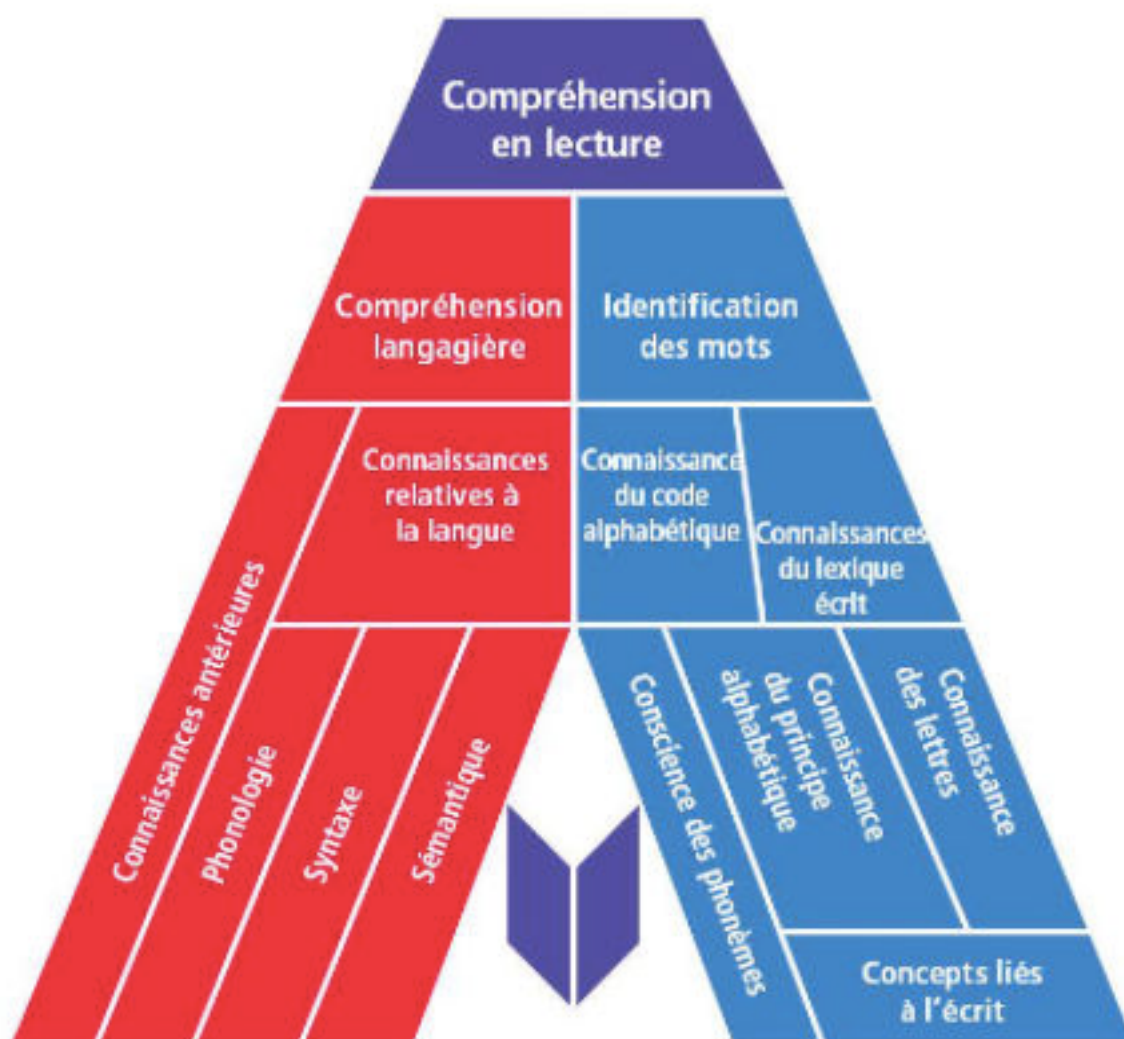 Compréhension
en lecture
Compréhension
langagière
Identification
des mots
Connaissances antérieures
Connaissances
relatives à
la langue
Connaissance
du code
alphabétique
Connaissances
du lexique
écrit
Phonologie
Syntaxe
Sémantique
Conscience des phonèmes
Connaissance
du principe
alphabétique
Connaissance
des lettres
Concepts liés
à l'écrit